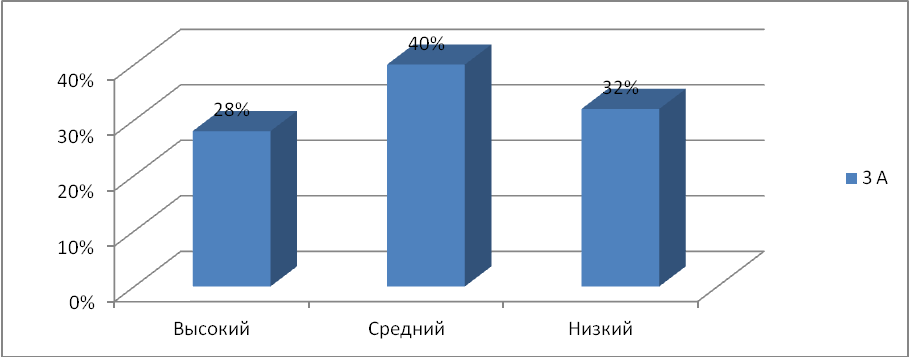 40%
28%
32%
40%
30%
20%
10%
0%
Высокий
Средний
Низкий
3 А